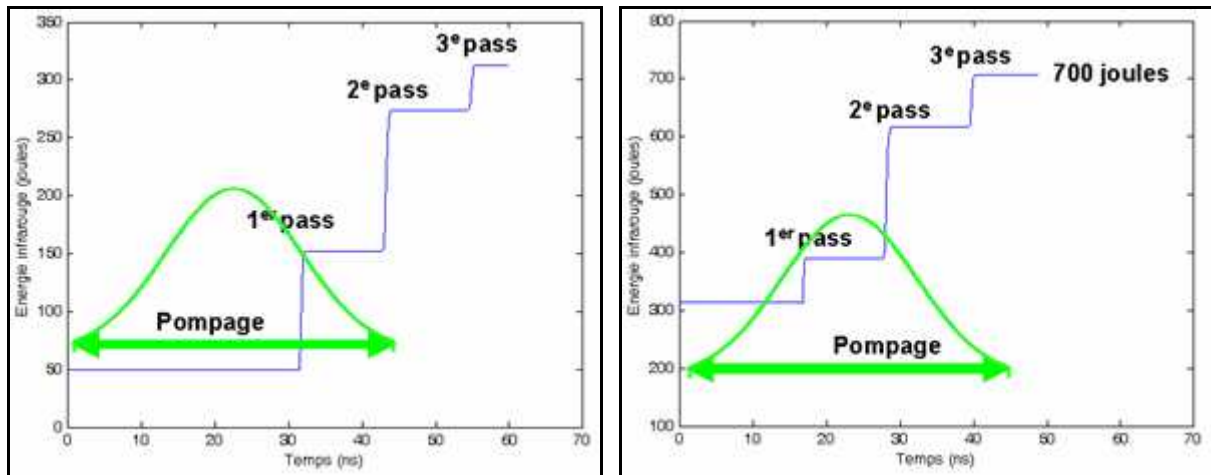 350
300
250
200
150
100
50
0
Energie infrarouge (joules)
3e pass
2e pass
1er pass
Pompage
0 10 20 30 40 50 60 70
Temps (ns)
800
700
600
500
400
300
200
100
Energie infrarouge (joules)
3e pass
700 joules
2e pass
1er pass
Pompage
0 10 20 30 40 50 60 70
Temps (ns)